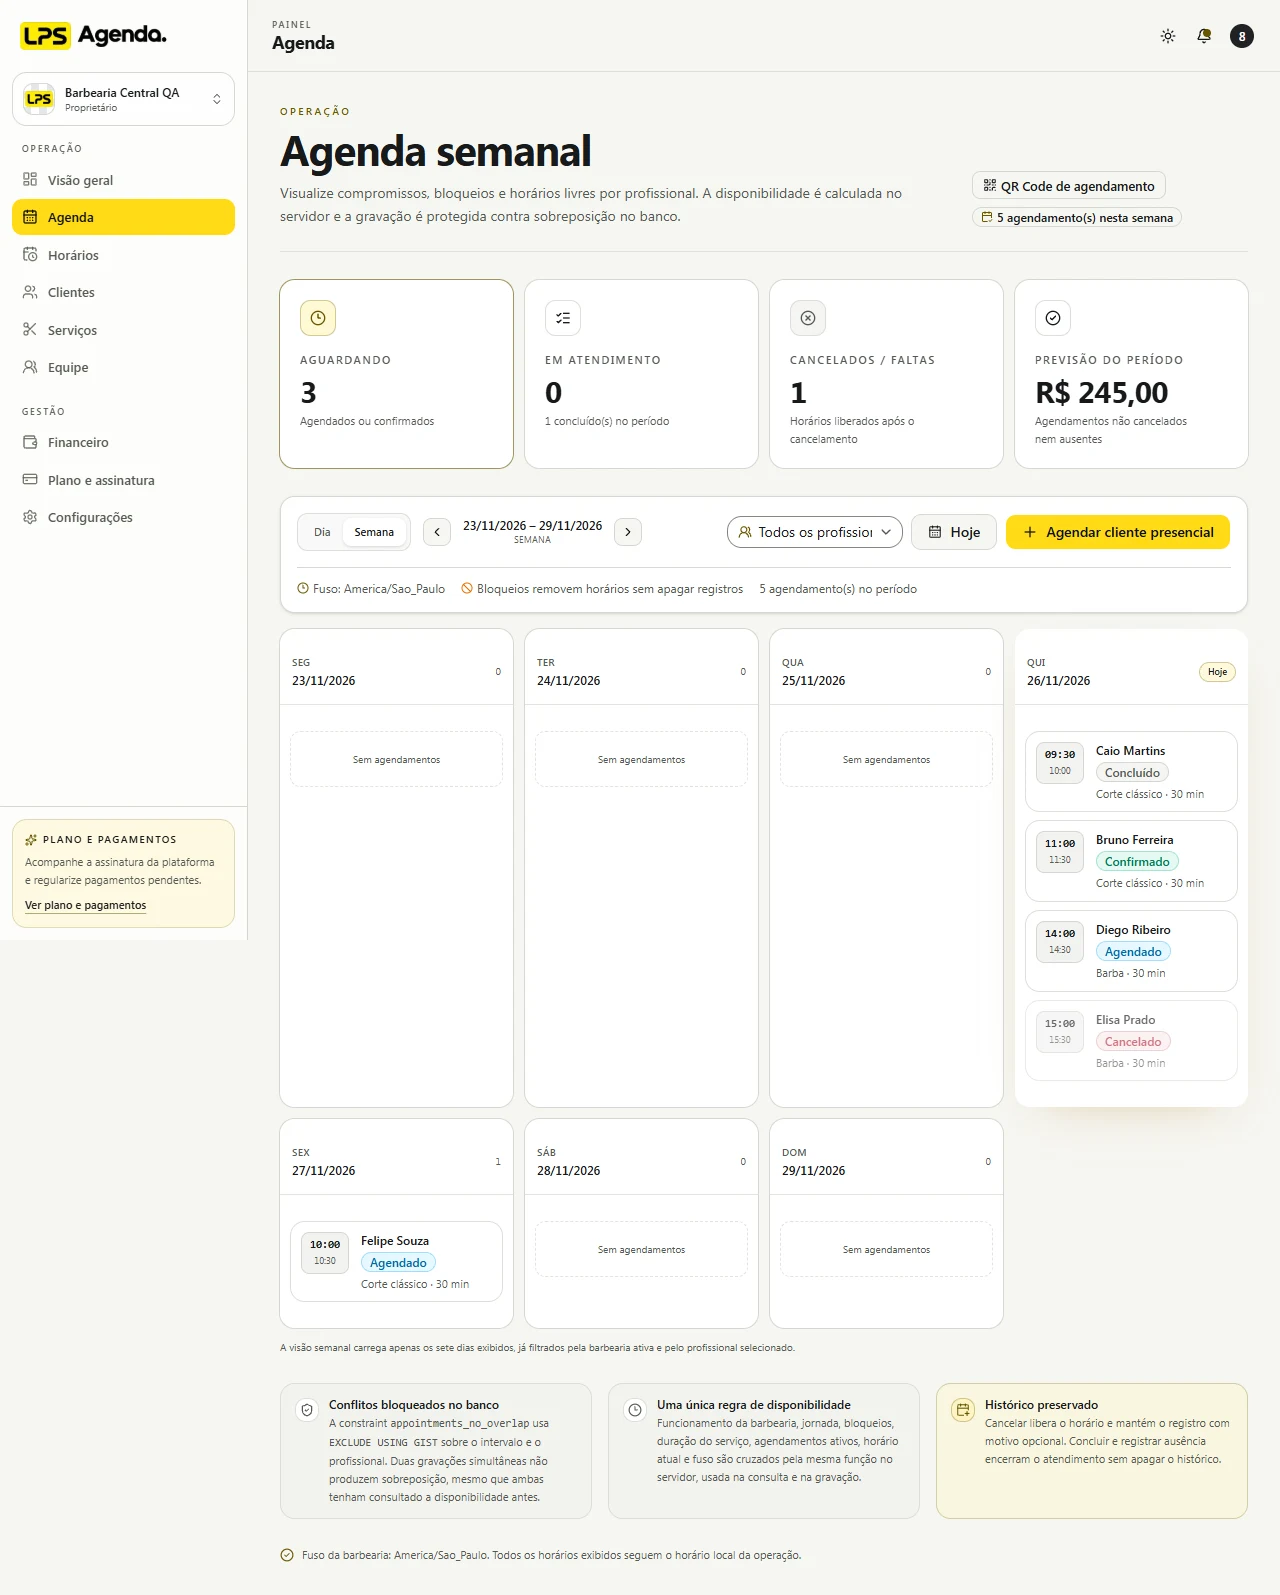 LPS Agenda.
LPS
Barbearia Central QA
Proprietário
OPERAÇÃO
Visão geral
Agenda
Horários
Clientes
Serviços
Equipe
GESTÃO
Financeiro
Plano e assinatura
Configurações
PLANO E PAGAMENTOS
Acompanhe a assinatura da plataforma
e regularize pagamentos pendentes.
Ver plano e pagamentos
PAINEL
Agenda
8
OPERAÇÃO
Agenda semanal
Visualize compromissos, bloqueios e horários livres por profissional. A disponibilidade é calculada no
servidor e a gravação é protegida contra sobreposição no banco.
QR Code de agendamento
5 agendamento(s) nesta semana
AGUARDANDO
3
Agendados ou confirmados
EM ATENDIMENTO
0
1 concluído(s) no período
CANCELADOS / FALTAS
1
Horários liberados após o
cancelamento
PREVISÃO DO PERÍODO
R$ 245,00
Agendamentos não cancelados
nem ausentes
Dia
Semana
23/11/2026 – 29/11/2026
SEMANA
Todos os profissior
Hoje
Agendar cliente presencial
Fuso: America/Sao_Paulo
Bloqueios removem horários sem apagar registros
5 agendamento(s) no período
SEG
23/11/2026
0
Sem agendamentos
TER
24/11/2026
0
Sem agendamentos
QUA
25/11/2026
0
Sem agendamentos
QUI
26/11/2026
Hoje
09:30
10:00
Caio Martins
Concluído
Corte clássico · 30 min
11:00
11:30
Bruno Ferreira
Confirmado
Corte clássico · 30 min
14:00
14:30
Diego Ribeiro
Agendado
Barba · 30 min
15:00
15:30
Elisa Prado
Cancelado
Barba · 30 min
SEX
27/11/2026
1
10:00
10:30
Felipe Souza
Agendado
Corte clássico · 30 min
SÁB
28/11/2026
0
Sem agendamentos
DOM
29/11/2026
0
Sem agendamentos
A visão semanal carrega apenas os sete dias exibidos, já filtrados pela barbearia ativa e pelo profissional selecionado.
Conflitos bloqueados no banco
A constraint appointments_no_overlap usa
EXCLUDE USING GIST sobre o intervalo e o
profissional. Duas gravações simultâneas não
produzem sobreposição, mesmo que ambas
tenham consultado a disponibilidade antes.
Uma única regra de disponibilidade
Funcionamento da barbearia, jornada, bloqueios,
duração do serviço, agendamentos ativos, horário
atual e fuso são cruzados pela mesma função no
servidor, usada na consulta e na gravação.
Histórico preservado
Cancelar libera o horário e mantém o registro com
motivo opcional. Concluir e registrar ausência
encerram o atendimento sem apagar o histórico.
Fuso da barbearia: America/Sao_Paulo. Todos os horários exibidos seguem o horário local da operação.